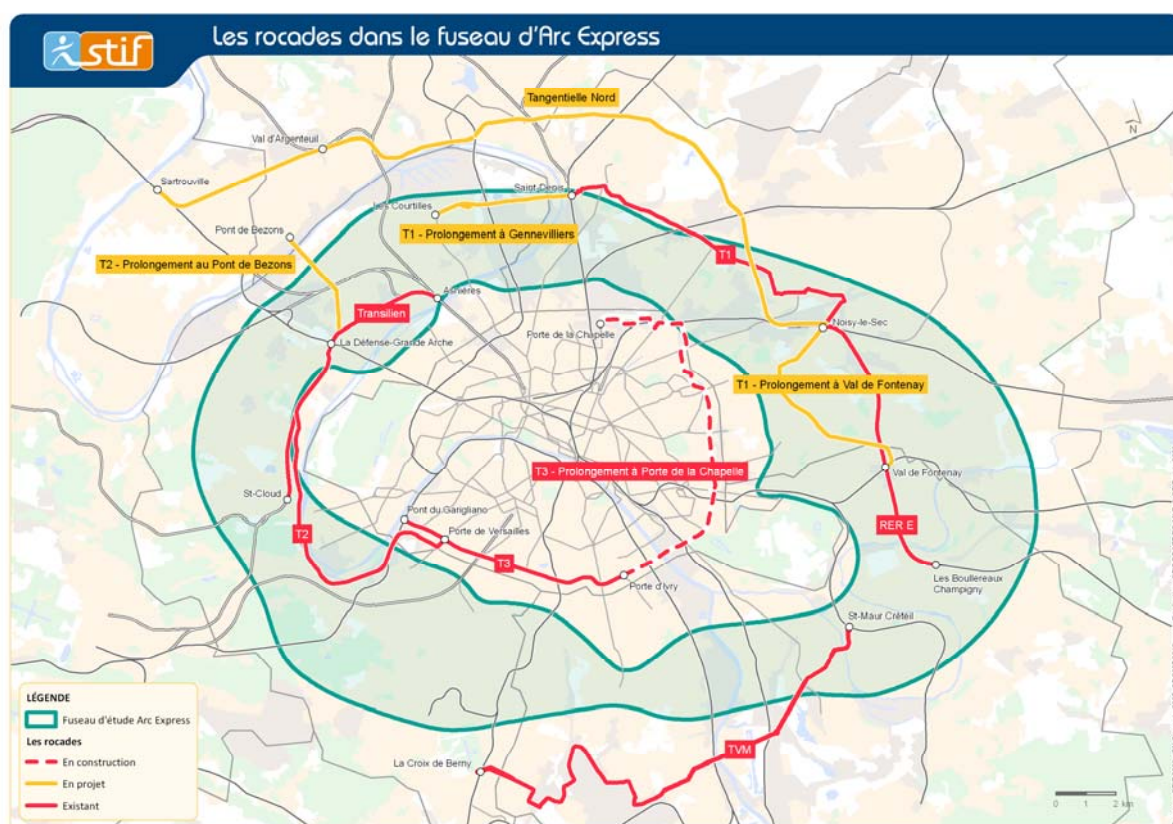 stif
Les rocades dans le fuseau d'Arc Express
Tangentielle Nord
N
Val d'Argenteuil
Sartrouville
Saint-Denis
Les Courtilles
Pont de Bezons
T1 - Prolongement à Gennevilliers
T2 - Prolongement au Pont de Bezons
T1
Asnières
Transilien
Porte de la Chapelle
Noisy-le-Sec
La Défense-Grande Arche
T1 - Prolongement à Val de Fontenay
T3 - Prolongement à Porte de la Chapelle
Val de Fontenay
St-Cloud
Pont du Garigliano
RER E
T2
Porte de Versailles
T3
Les Boullereaux
Champigny
Porte d'Ivry
St-Maur Créteil
LÉGENDE
Fuseau d'étude Arc Express
Les rocades
En construction
En projet
Existant
TVM
La Croix de Berny
0 1 2 km